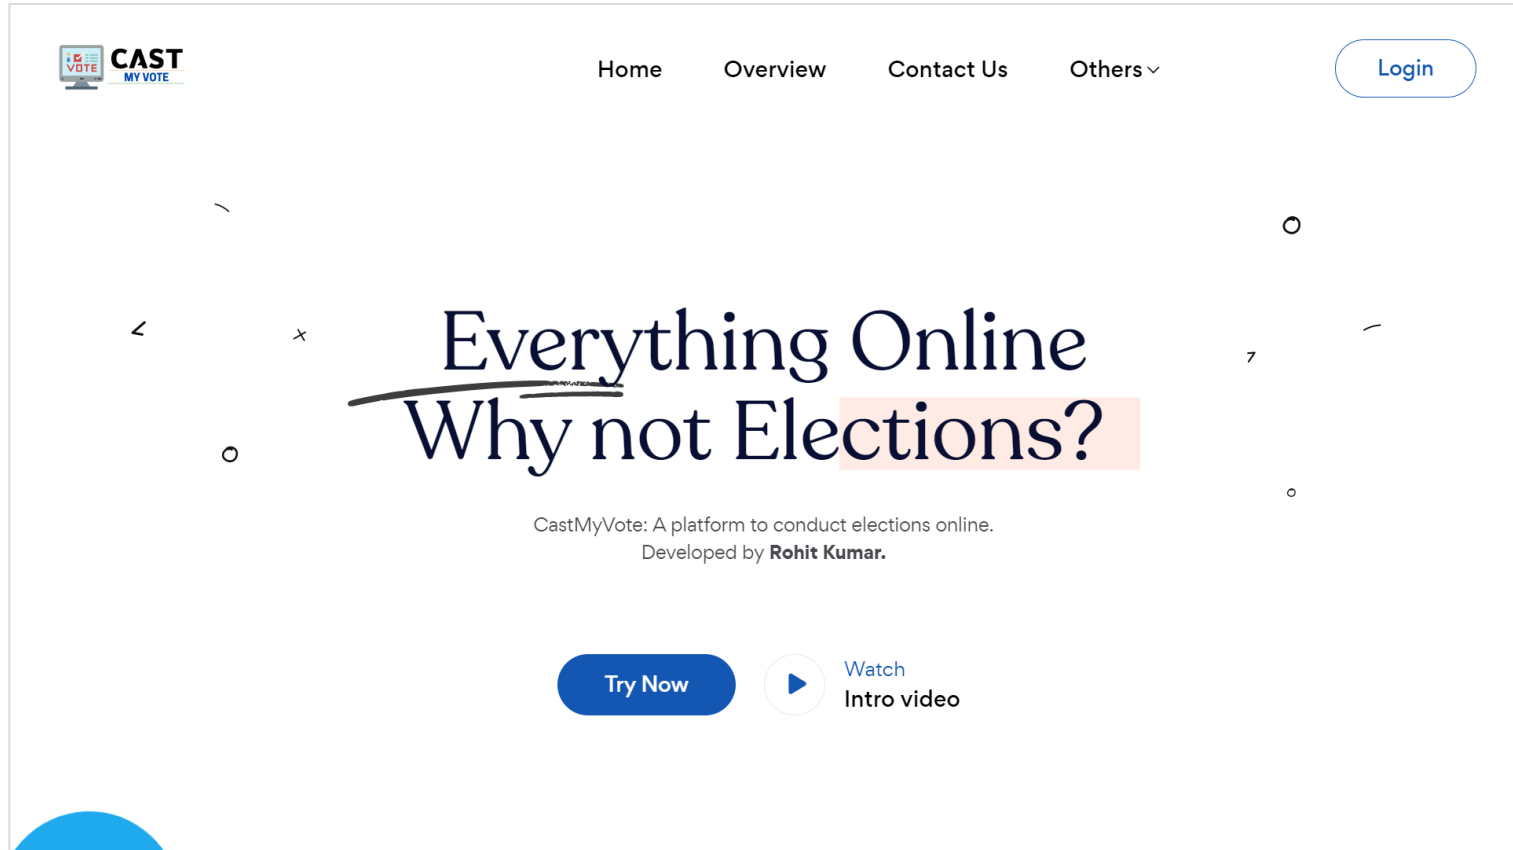 VOTE
CAST
MY VOTE
Home
Overview
Contact Us
Others
Login
Everything Online
Why not Elections?
CastMyVote: A platform to conduct elections online.
Developed by Rohit Kumar.
Try Now
Watch
Intro video